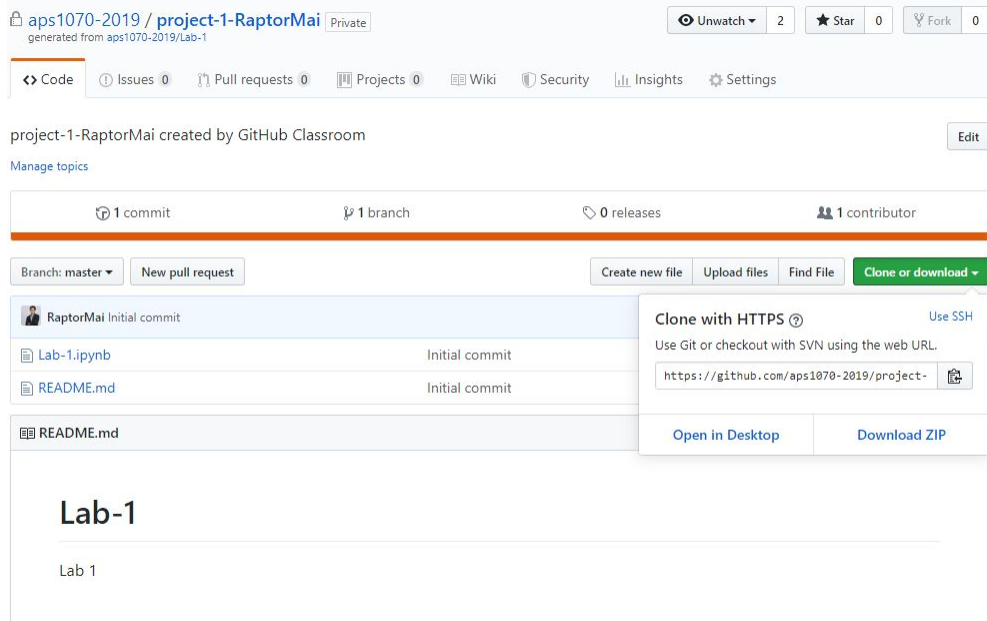 aps1070-2019 / project-1-RaptorMai Private Unwatch 2 Star 0 Fork 0
generated from aps1070-2019/Lab-1
Code Issues 0 Pull requests 0 Projects 0 Wiki Security Insights Settings
project-1-RaptorMai created by GitHub Classroom Edit
Manage topics
1 commit 1 branch 0 releases 1 contributor
Branch: master New pull request Create new file Upload files Find File Clone or download
RaptorMai Initial commit
Lab-1.ipynb Initial commit
README.md Initial commit
Clone with HTTPS ? Use SSH
Use Git or checkout with SVN using the web URL.
https://github.com/aps1070-2019/project-
Open in Desktop Download ZIP
README.md
Lab-1
Lab 1